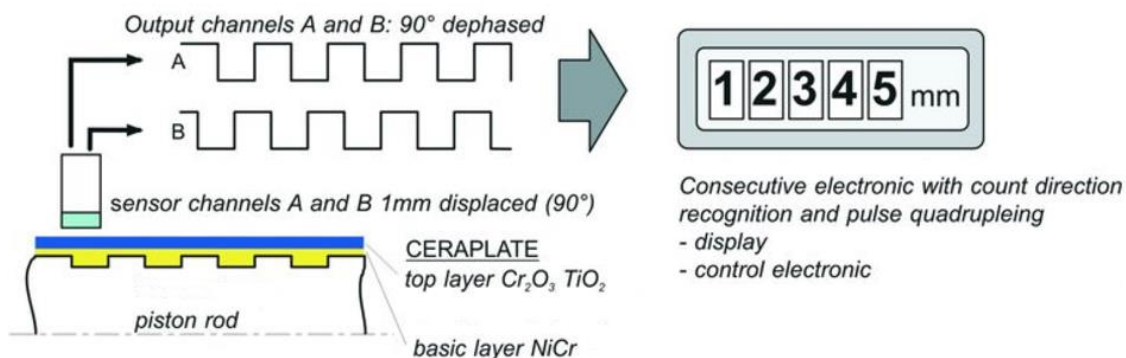 Output channels A and B: 90° dephased
A
B
12345 mm
sensor channels A and B 1mm displaced (90°)
Consecutive electronic with count direction
recognition and pulse quadrupleing
- display
- control electronic
CERAPLATE
top layer Cr₂O₃ TiO₂
piston rod
basic layer NiCr